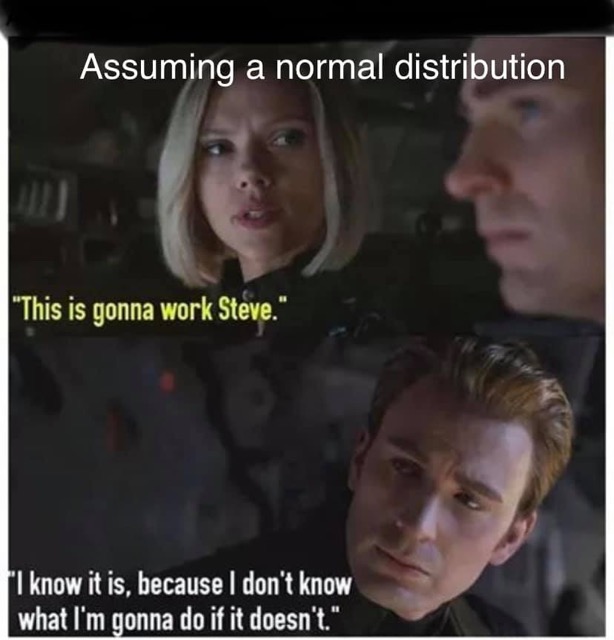 Assuming a normal distribution
"This is gonna work Steve."
"I know it is, because I don't know
what I'm gonna do if it doesn't."